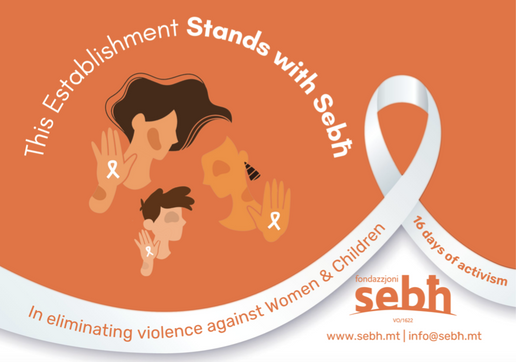 This Establishment Stands with Sebħ
In eliminating violence against Women & Children
16 days of activism
fondazzjoni
sebħ
VO/1622
www.sebh.mt | info@sebh.mt